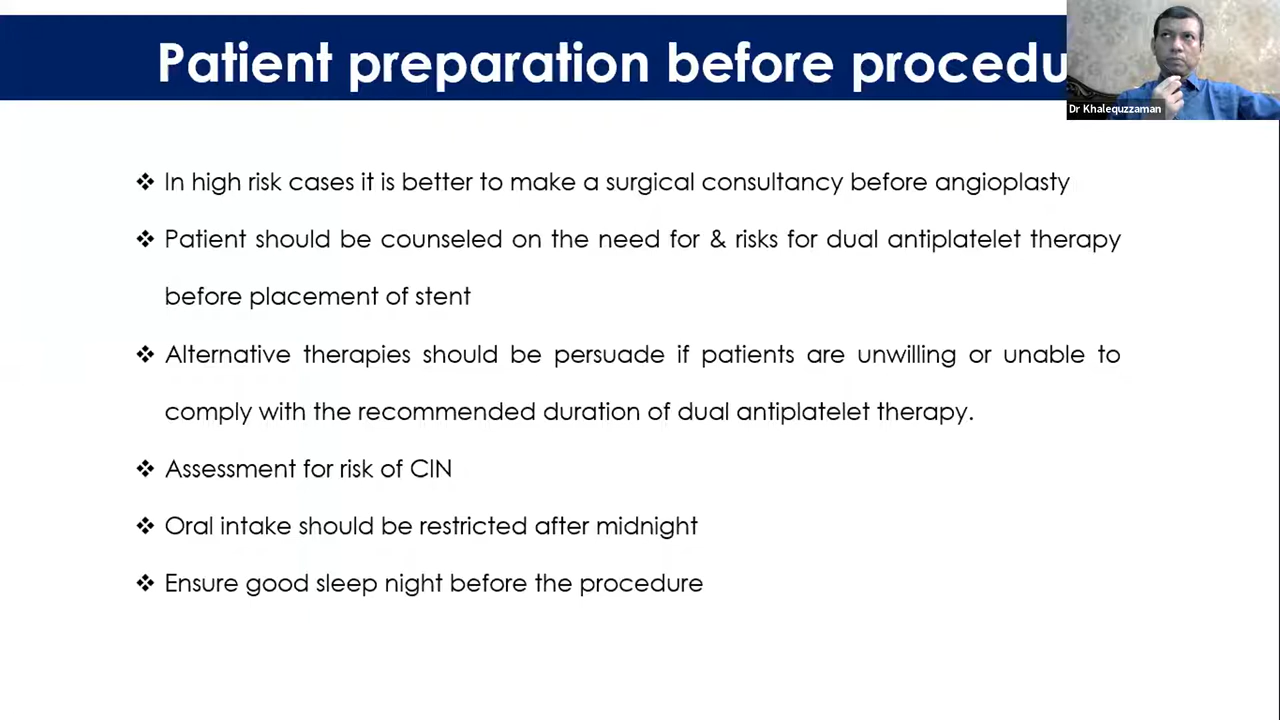 Patient preparation before procedu
Dr Khalequzzaman
❖ In high risk cases it is better to make a surgical consultancy before angioplasty
❖ Patient should be counseled on the need for & risks for dual antiplatelet therapy
before placement of stent
❖ Alternative therapies should be persuade if patients are unwilling or unable to
comply with the recommended duration of dual antiplatelet therapy.
❖ Assessment for risk of CIN
❖ Oral intake should be restricted after midnight
❖ Ensure good sleep night before the procedure